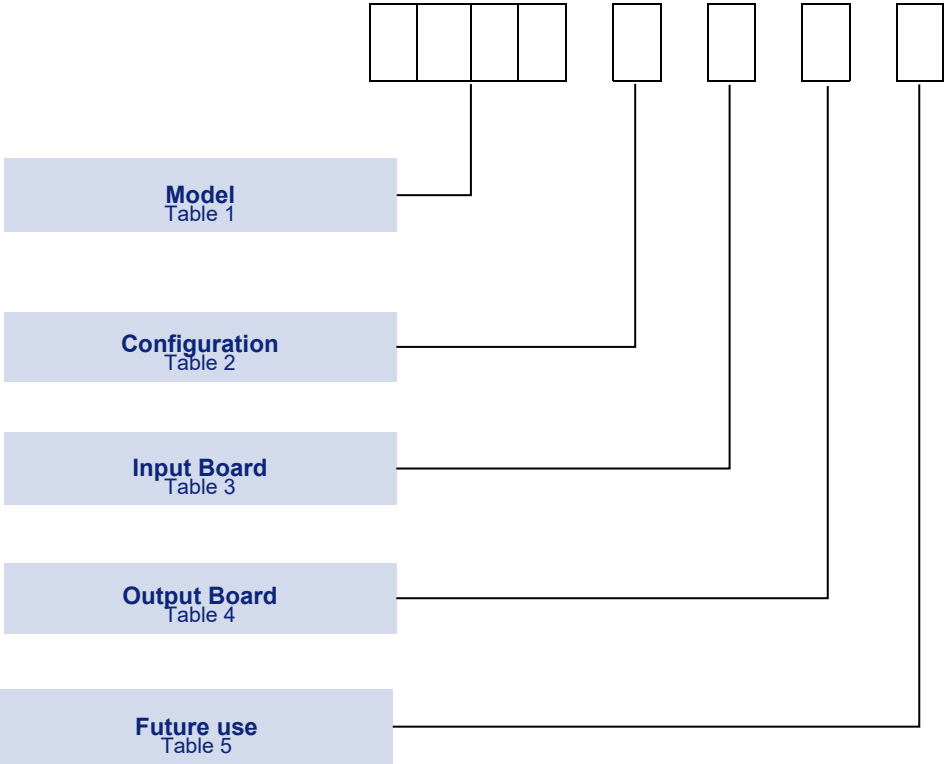 Model
Table 1
Configuration
Table 2
Input Board
Table 3
Output Board
Table 4
Future use
Table 5